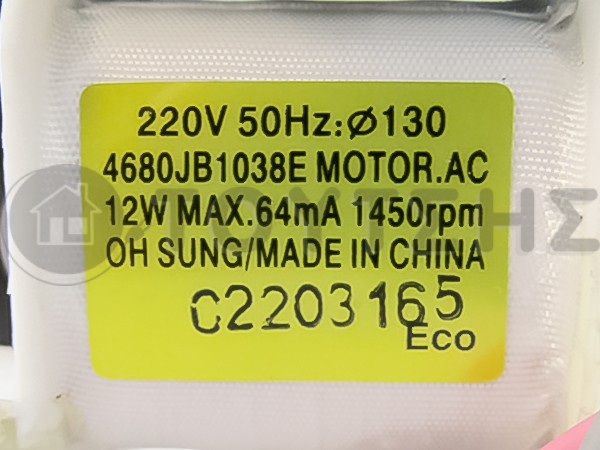 220V 50Hz:Ø130
4680JB1038E MOTOR.AC
ΤΟΥΤΣΗΣ
12W MAX.64mA 1450rpm
OH SUNG/MADE IN CHINA
C2203165
Eco